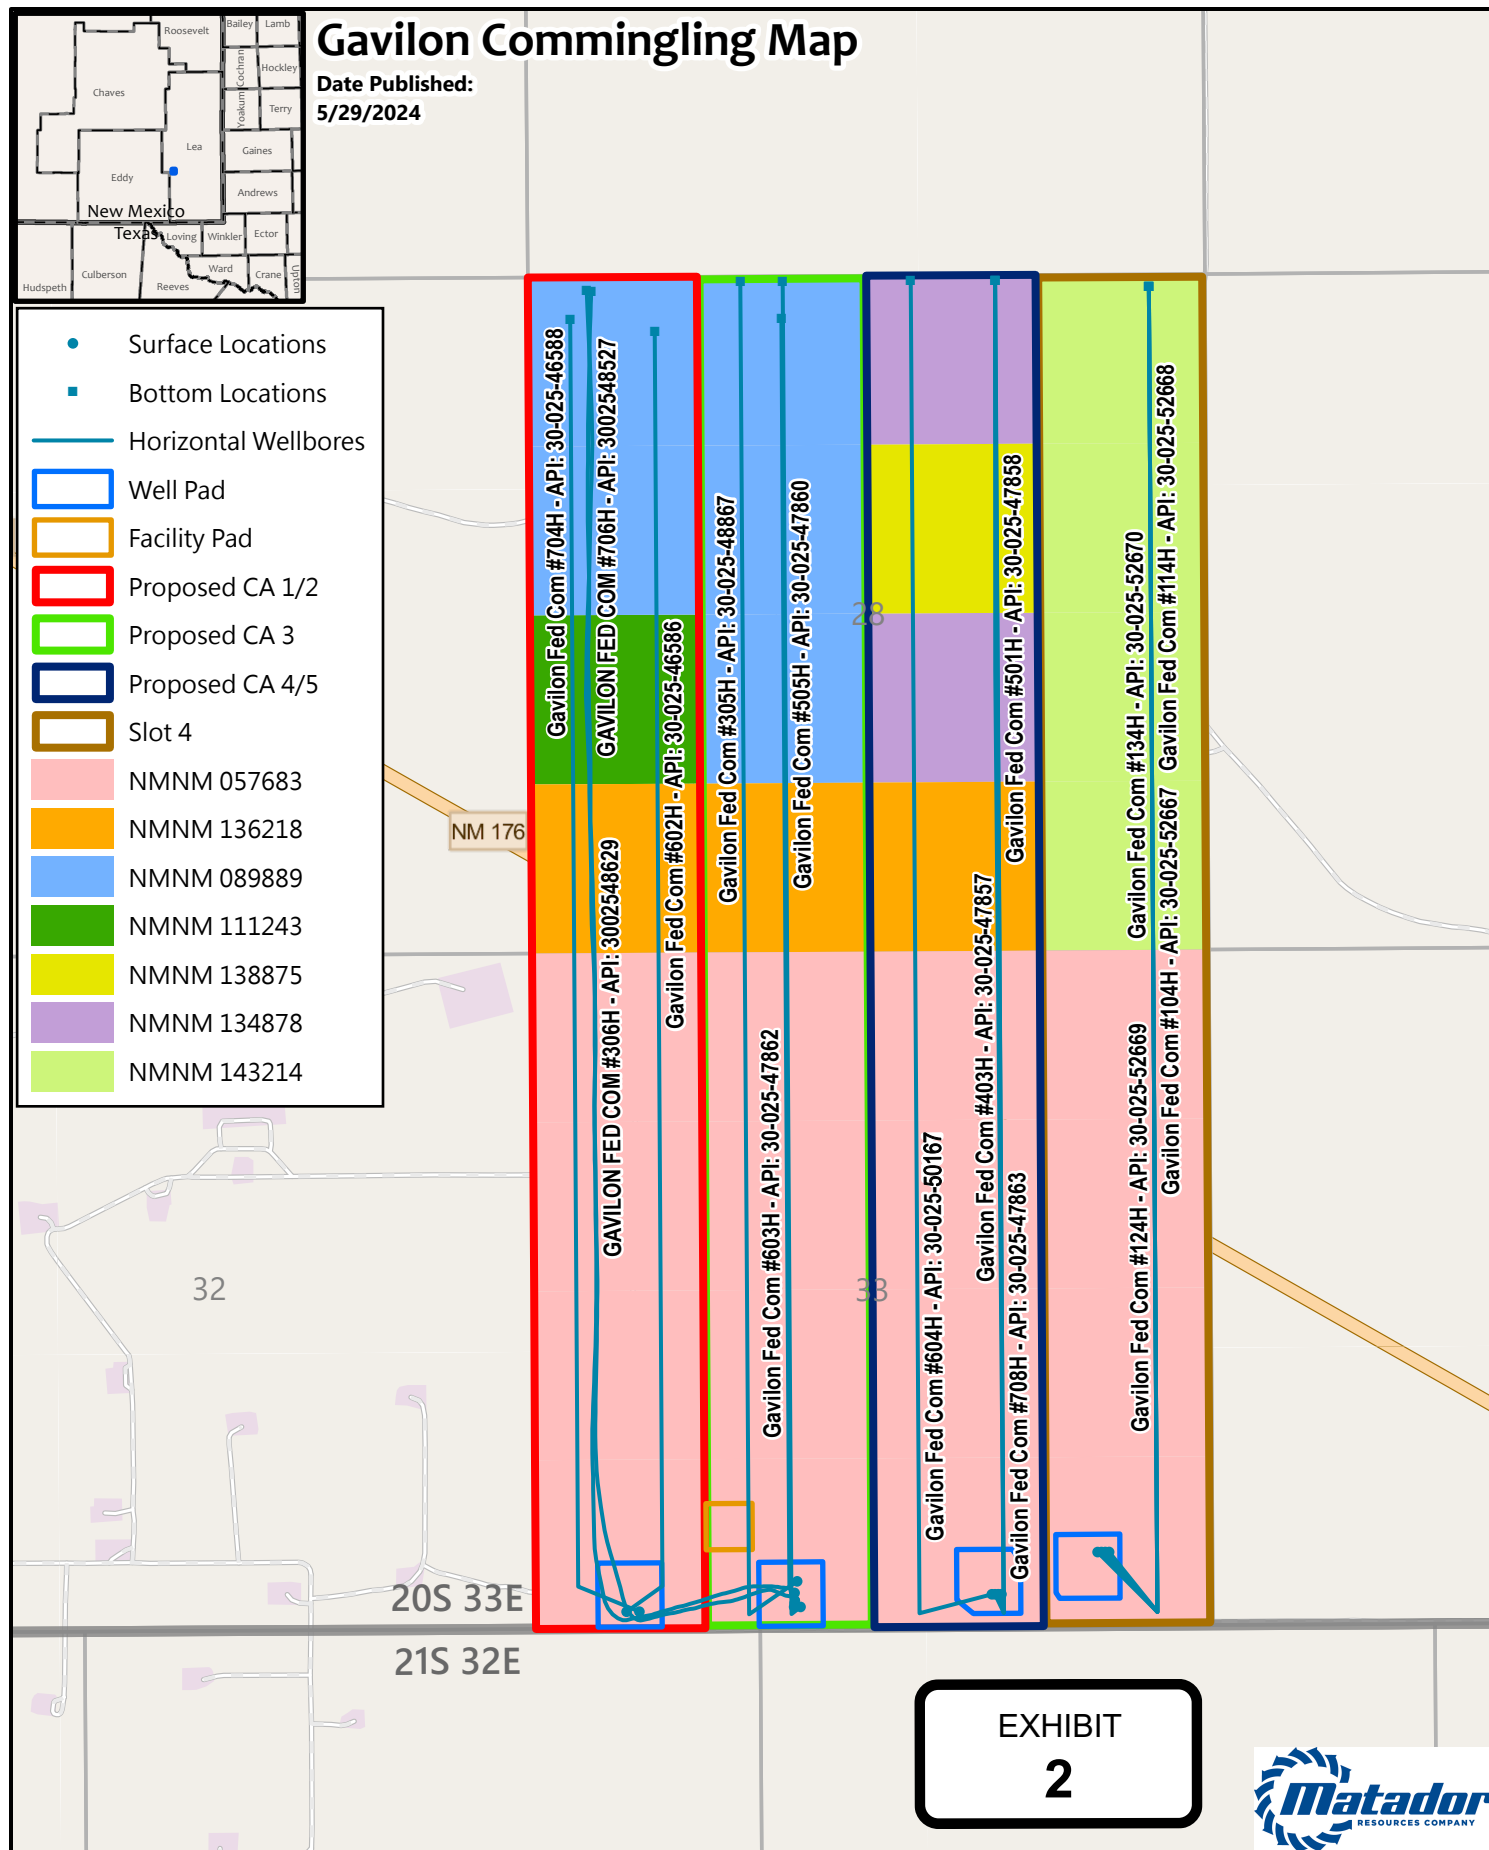 Gavilon Commingling Map
Date Published:
5/29/2024
Roosevelt
Bailey
Lamb
Cochran
Hockley
Chaves
Yoakum
Terry
Lea
Gaines
Eddy
Andrews
New Mexico
Texas
Loving
Winkler
Ector
Culberson
Ward
Crane
Upton
Hudspeth
Reeves
Surface Locations
Bottom Locations
Horizontal Wellbores
Well Pad
Facility Pad
Proposed CA 1/2
Proposed CA 3
Proposed CA 4/5
Slot 4
NMNM 057683
NMNM 136218
NMNM 089889
NMNM 111243
NMNM 138875
NMNM 134878
NMNM 143214
Gavilon Fed Com #704H - API: 30-025-46588
GAVILON FED COM #706H - API: 3002548527
Gavilon Fed Com #602H - API: 30-025-46586
GAVILON FED COM #306H - API: 3002548629
Gavilon Fed Com #305H - API: 30-025-48867
Gavilon Fed Com #505H - API: 30-025-47860
Gavilon Fed Com #603H - API: 30-025-47862
Gavilon Fed Com #501H - API: 30-025-47858
Gavilon Fed Com #403H - API: 30-025-47857
Gavilon Fed Com #604H - API: 30-025-50167
Gavilon Fed Com #708H - API: 30-025-47863
Gavilon Fed Com #134H - API: 30-025-52670
Gavilon Fed Com #114H - API: 30-025-52668
Gavilon Fed Com #124H - API: 30-025-52669
Gavilon Fed Com #104H - API: 30-025-52667
28
NM 176
32
33
20S 33E
21S 32E
EXHIBIT
2
Matador
RESOURCES COMPANY